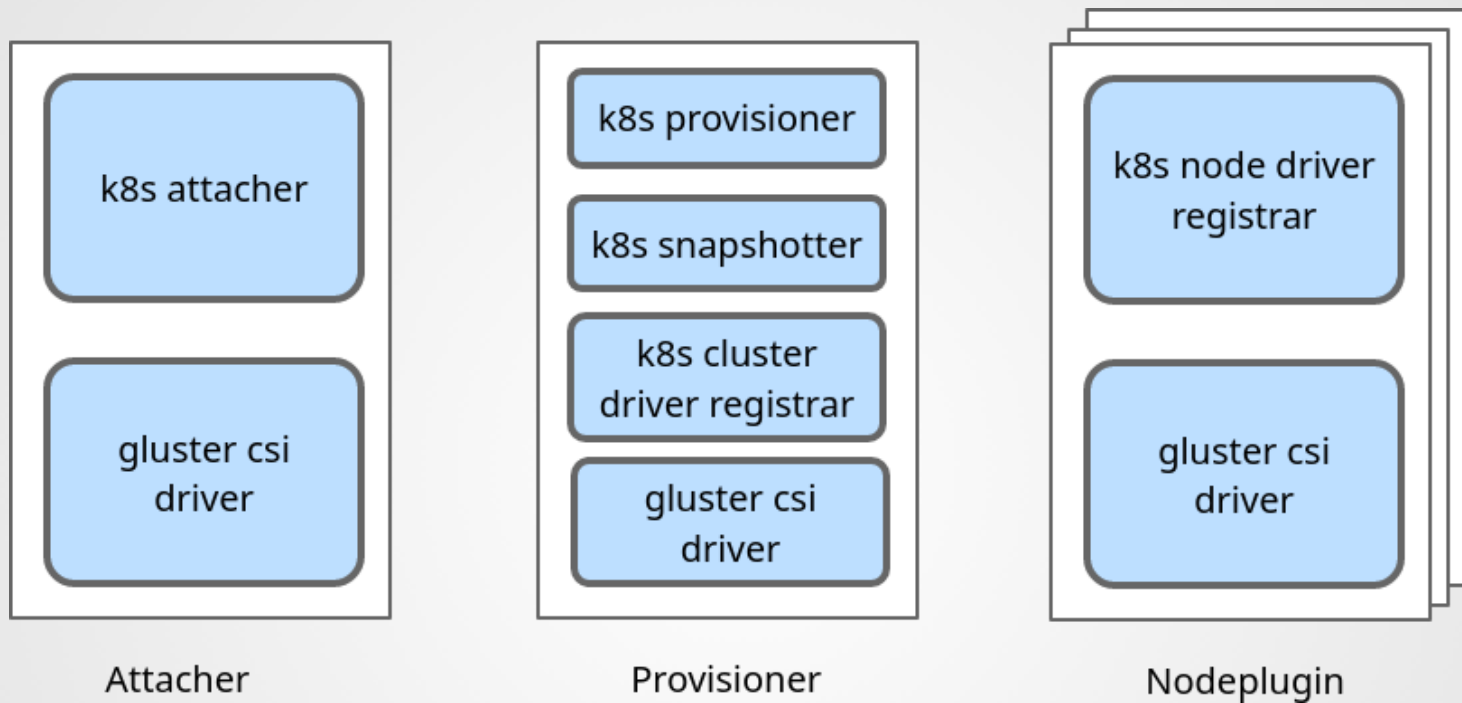 k8s attacher
gluster csi
driver
Attacher
k8s provisioner
k8s snapshotter
k8s cluster
driver registrar
gluster csi
driver
Provisioner
k8s node driver
registrar
gluster csi
driver
Nodeplugin